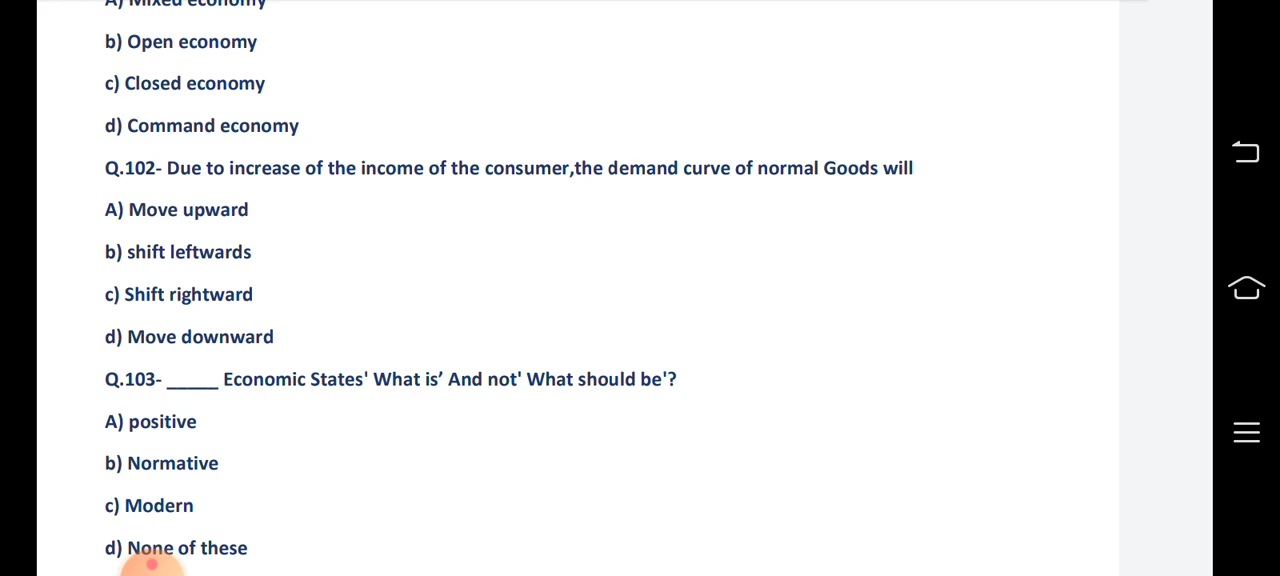 A) Mixed economy
b) Open economy
c) Closed economy
d) Command economy
Q.102- Due to increase of the income of the consumer,the demand curve of normal Goods will
A) Move upward
b) shift leftwards
c) Shift rightward
d) Move downward
Q.103- _____ Economic States' What is’ And not' What should be'?
A) positive
b) Normative
c) Modern
d) None of these